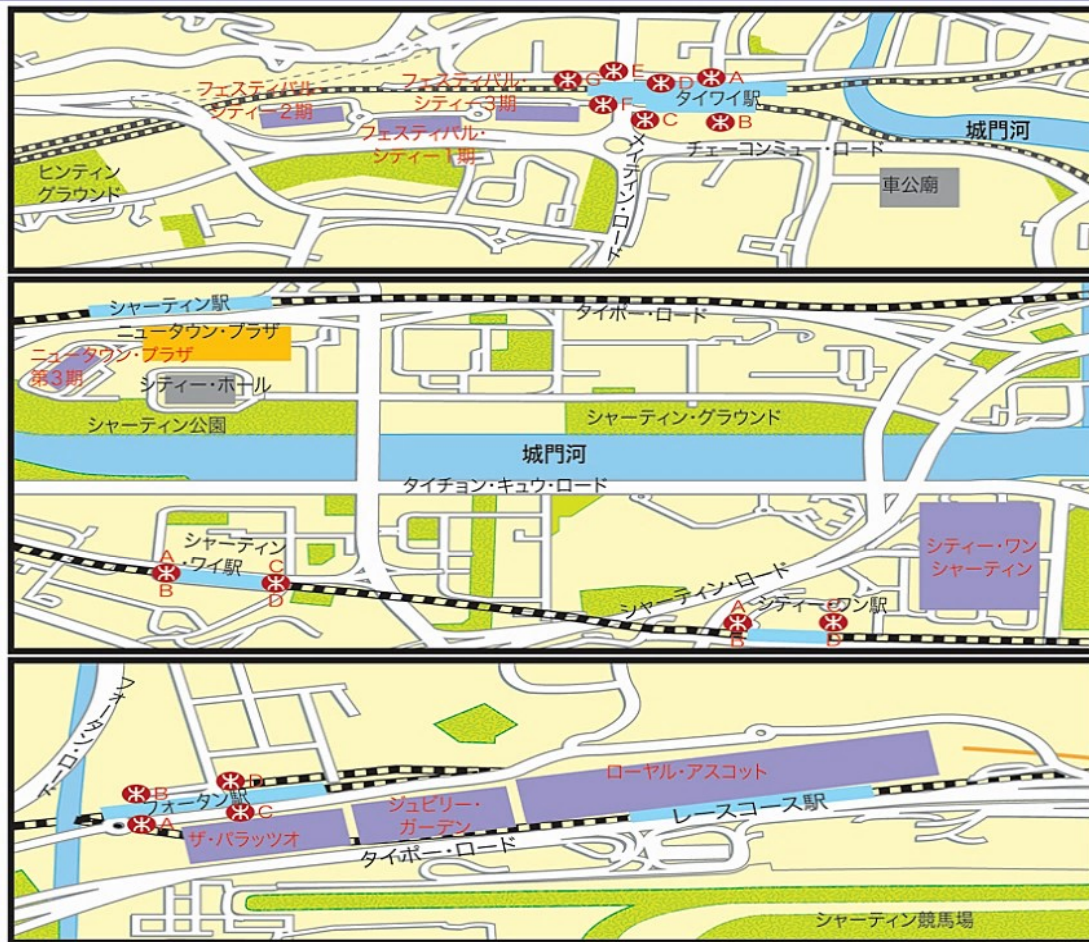 フェスティバル・
シティー2期
フェスティバル・
シティー3期
フェスティバル・
シティー1期
G
E
D
A
F
C
B
タイワイ駅
城門河
チェーコンミュー・ロード
ヒンティン
グラウンド
車公廟
メイティン・ロード
シャーティン駅
タイポー・ロード
ニュータウン・プラザ
ニュータウン・プラザ
第3期
シティー・ホール
シャーティン公園
シャーティン・グラウンド
城門河
タイチョン・キュウ・ロード
シャーティン
・ワイ駅
A
B
C
D
シティー・ワン
シャーティン
シャーティン・ロード
シティー・ワン駅
A
B
D
フォータン・ロード
B
D
フォータン駅
A
C
ザ・パラッツオ
ジュビリー・
ガーデン
ローヤル・アスコット
レースコース駅
タイポー・ロード
シャーティン競馬場